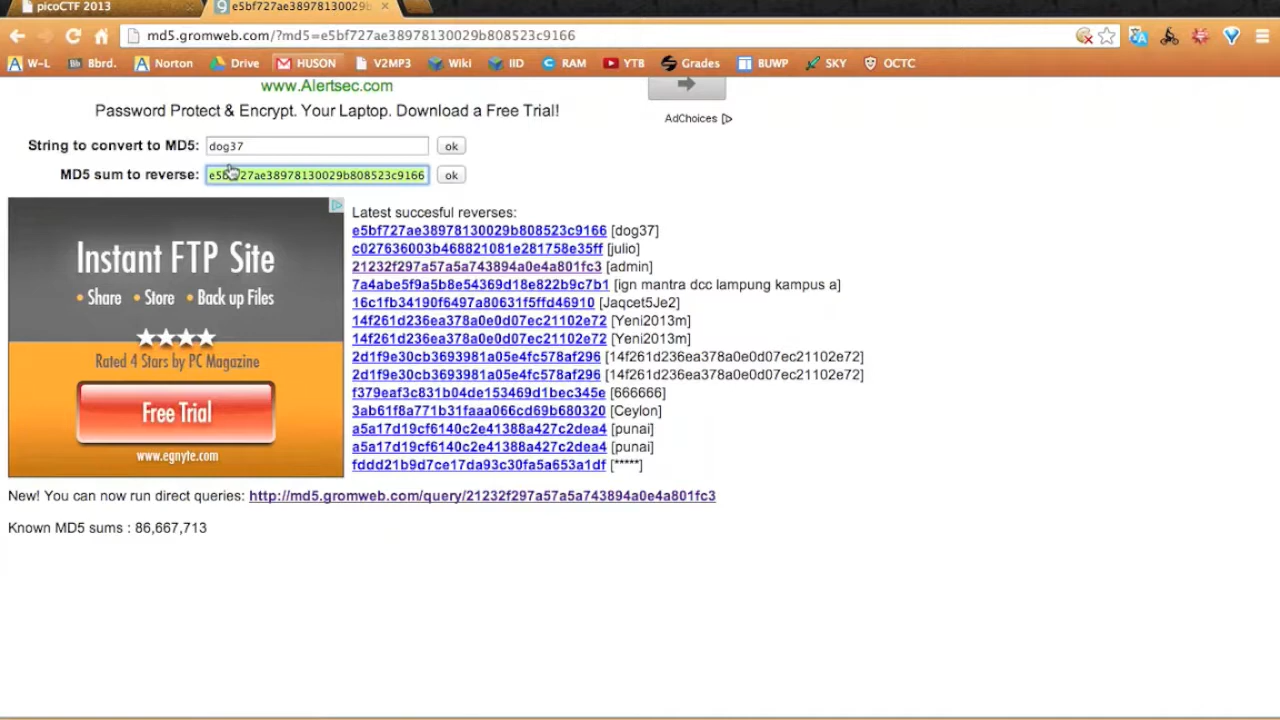 picoCTF 2013
e5bf727ae38978130029b
md5.gromweb.com/?md5=e5bf727ae38978130029b808523c9166
W-L Bbrd. Norton Drive HUSON V2MP3 Wiki IID RAM YTB Grades BUWP SKY OCTC
www.Alertsec.com
Password Protect & Encrypt. Your Laptop. Download a Free Trial!
AdChoices
String to convert to MD5: dog37 ok
MD5 sum to reverse: e5bf727ae38978130029b808523c9166 ok
Instant FTP Site
• Share • Store • Back up Files
Rated 4 Stars by PC Magazine
Free Trial
www.egnyte.com
Latest succesful reverses:
e5bf727ae38978130029b808523c9166 [dog37]
c027636003b468821081e281758e35ff [julio]
21232f297a57a5a743894a0e4a801fc3 [admin]
7a4abe5f9a5b8e54369d18e822b9c7b1 [ign mantra dcc lampung kampus a]
16c1fb34190f6497a80631f5ffd46910 [Jaqcet5Je2]
14f261d236ea378a0e0d07ec21102e72 [Yeni2013m]
14f261d236ea378a0e0d07ec21102e72 [Yeni2013m]
2d1f9e30cb3693981a05e4fc578af296 [14f261d236ea378a0e0d07ec21102e72]
2d1f9e30cb3693981a05e4fc578af296 [14f261d236ea378a0e0d07ec21102e72]
f379eaf3c831b04de153469d1bec345e [666666]
3ab61f8a771b31faaa066cd69b680320 [Ceylon]
a5a17d19cf6140c2e41388a427c2dea4 [punai]
a5a17d19cf6140c2e41388a427c2dea4 [punai]
fddd21b9d7ce17da93c30fa5a653a1df [*****]
New! You can now run direct queries: http://md5.gromweb.com/query/21232f297a57a5a743894a0e4a801fc3
Known MD5 sums : 86,667,713